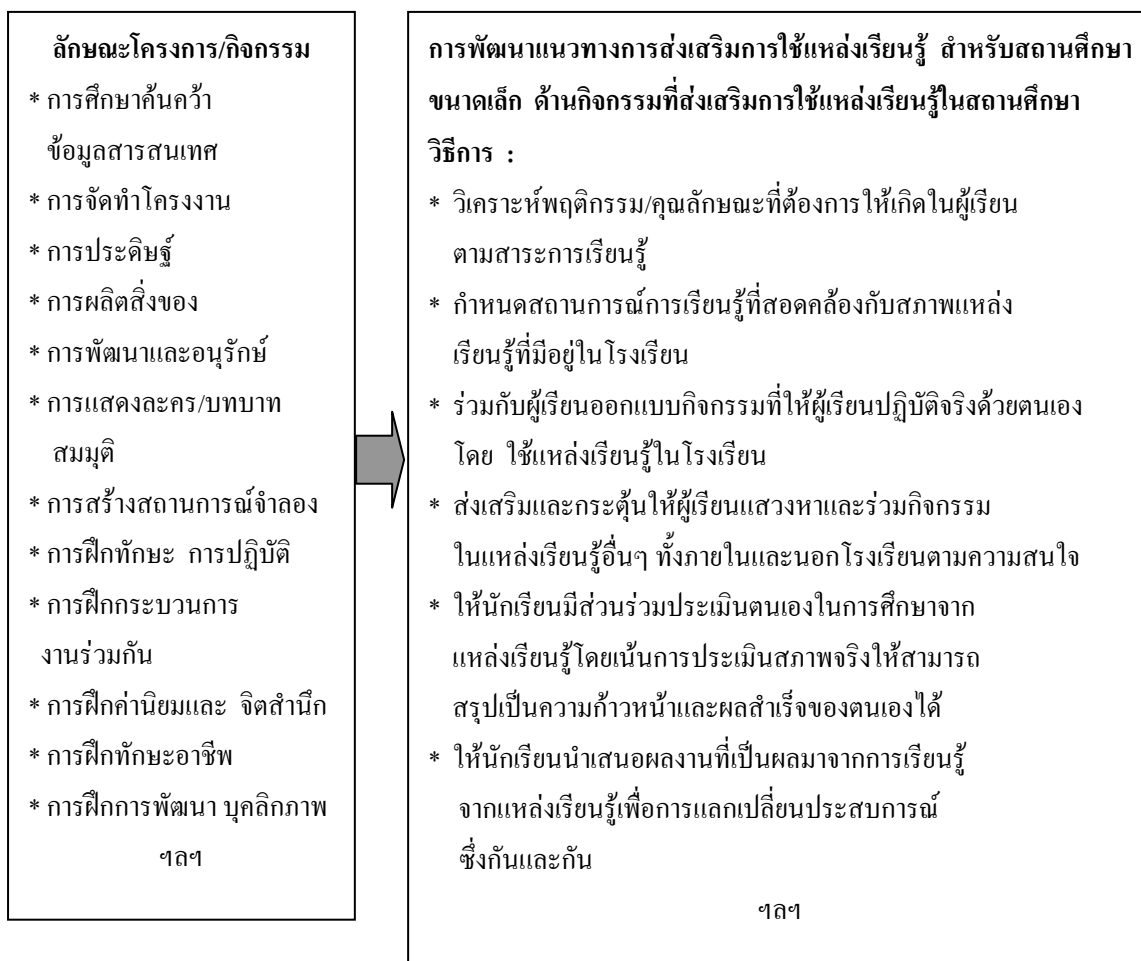 ลักษณะโครงการ/กิจกรรม
* การศึกษาค้นคว้า
ข้อมูลสารสนเทศ
* การจัดทำโครงงาน
* การประดิษฐ์
* การผลิตสิ่งของ
* การพัฒนาและอนุรักษ์
* การแสดงละคร/บทบาท
สมมุติ
* การสร้างสถานการณ์จำลอง
* การฝึกทักษะ การปฏิบัติ
* การฝึกกระบวนการ
งานร่วมกัน
* การฝึกค่านิยมและ จิตสำนึก
* การฝึกทักษะอาชีพ
* การฝึกการพัฒนา บุคลิกภาพ
ฯลฯ
การพัฒนาแนวทางการส่งเสริมการใช้แหล่งเรียนรู้ สำหรับสถานศึกษา
ขนาดเล็ก ด้านกิจกรรมที่ส่งเสริมการใช้แหล่งเรียนรู้ในสถานศึกษา
วิธีการ :
* วิเคราะห์พฤติกรรม/คุณลักษณะที่ต้องการให้เกิดในผู้เรียน
ตามสาระการเรียนรู้
* กำหนดสถานการณ์การเรียนรู้ที่สอดคล้องกับสภาพแหล่ง
เรียนรู้ที่มีอยู่ในโรงเรียน
* ร่วมกับผู้เรียนออกแบบกิจกรรมที่ให้ผู้เรียนปฏิบัติจริงด้วยตนเอง
โดย ใช้แหล่งเรียนรู้ในโรงเรียน
* ส่งเสริมและกระตุ้นให้ผู้เรียนแสวงหาและร่วมกิจกรรม
ในแหล่งเรียนรู้อื่นๆ ทั้งภายในและนอกโรงเรียนตามความสนใจ
* ให้นักเรียนมีส่วนร่วมประเมินตนเองในการศึกษาจาก
แหล่งเรียนรู้โดยเน้นการประเมินสภาพจริงให้สามารถ
สรุปเป็นความก้าวหน้าและผลสำเร็จของตนเองได้
* ให้นักเรียนนำเสนอผลงานที่เป็นผลมาจากการเรียนรู้
จากแหล่งเรียนรู้เพื่อการแลกเปลี่ยนประสบการณ์
ซึ่งกันและกัน
ฯลฯ